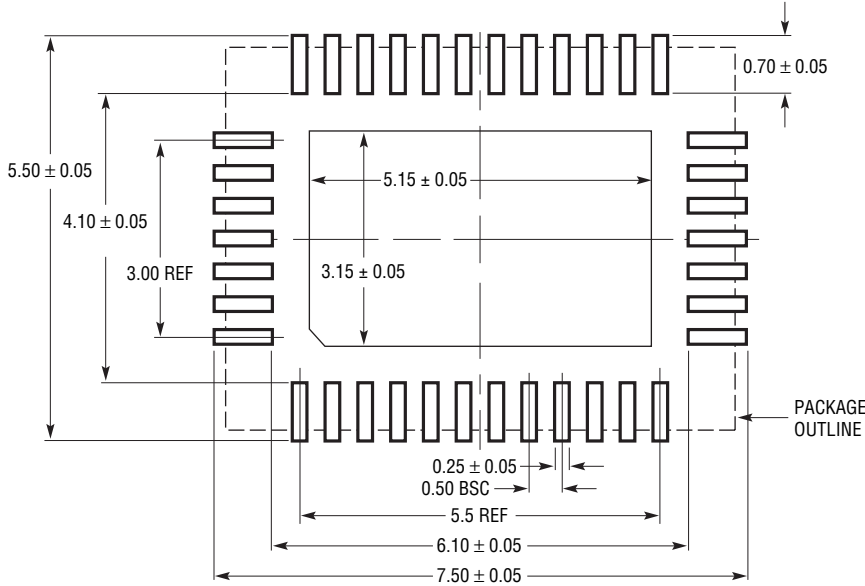 0.70 ± 0.05
5.50 ± 0.05
5.15 ± 0.05
4.10 ± 0.05
3.00 REF
3.15 ± 0.05
PACKAGE
OUTLINE
0.25 ± 0.05
0.50 BSC
5.5 REF
6.10 ± 0.05
7.50 ± 0.05